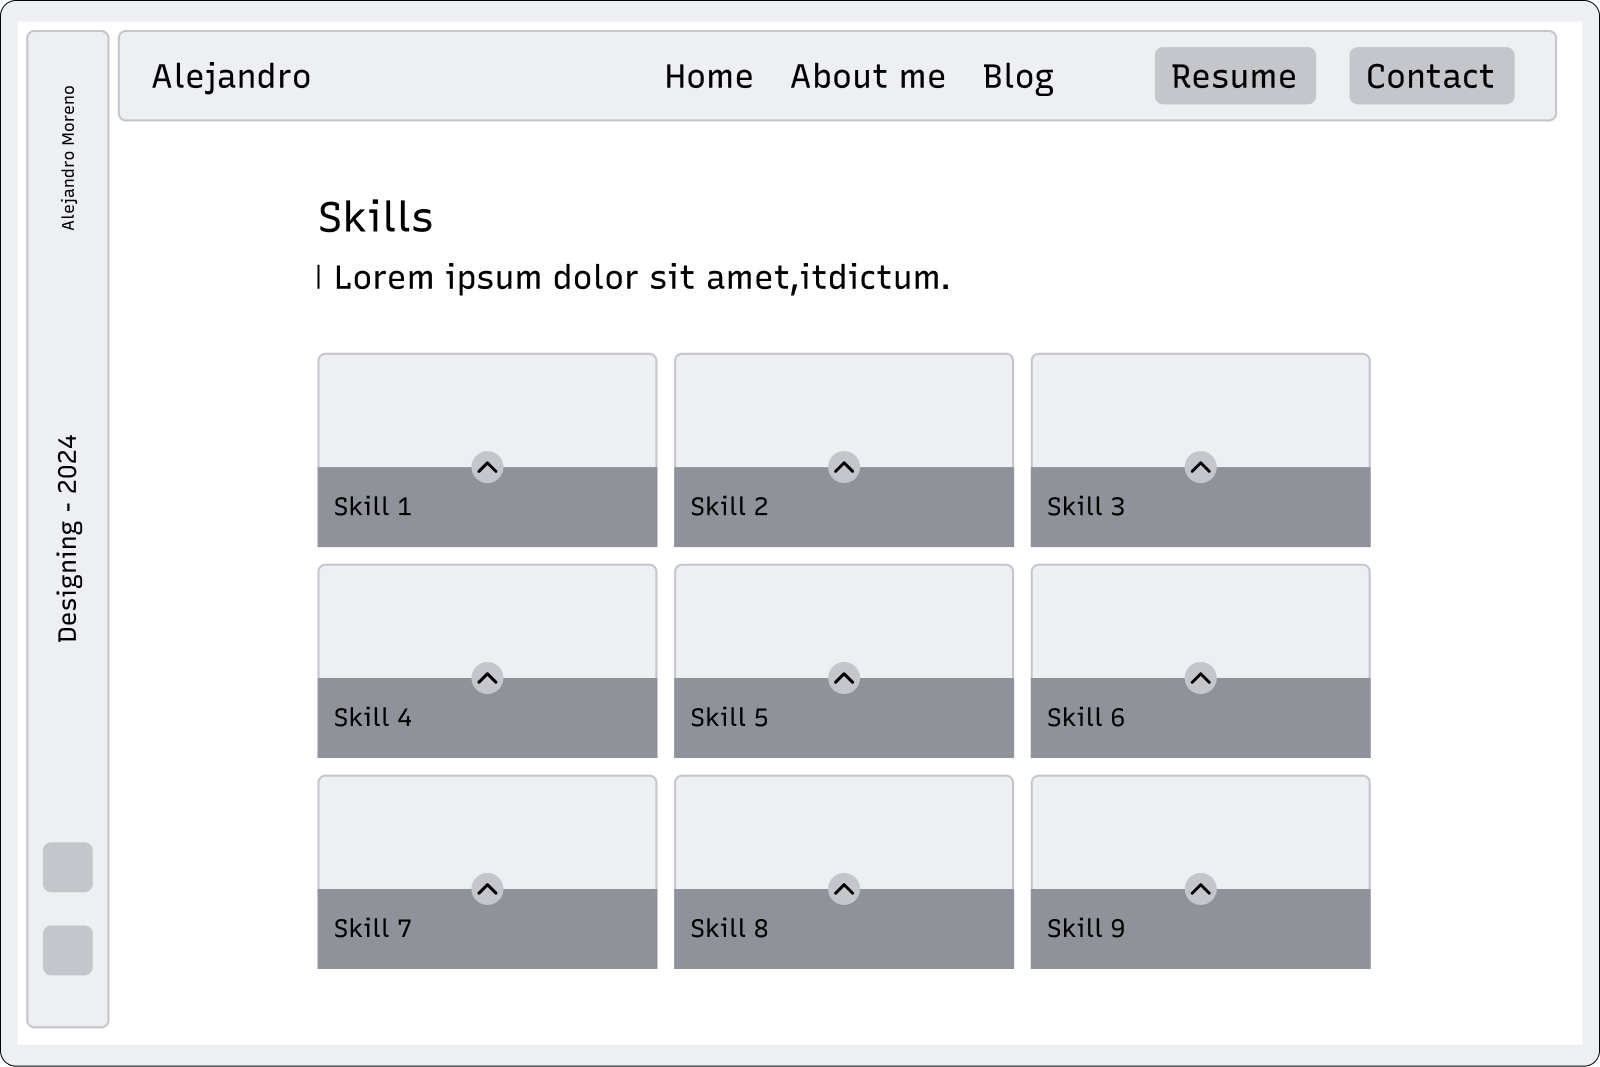 Alejandro
Home
About me
Blog
Resume
Contact
Alejandro Moreno
Designing - 2024
Skills
| Lorem ipsum dolor sit amet,itdictum.
Skill 1
Skill 2
Skill 3
Skill 4
Skill 5
Skill 6
Skill 7
Skill 8
Skill 9